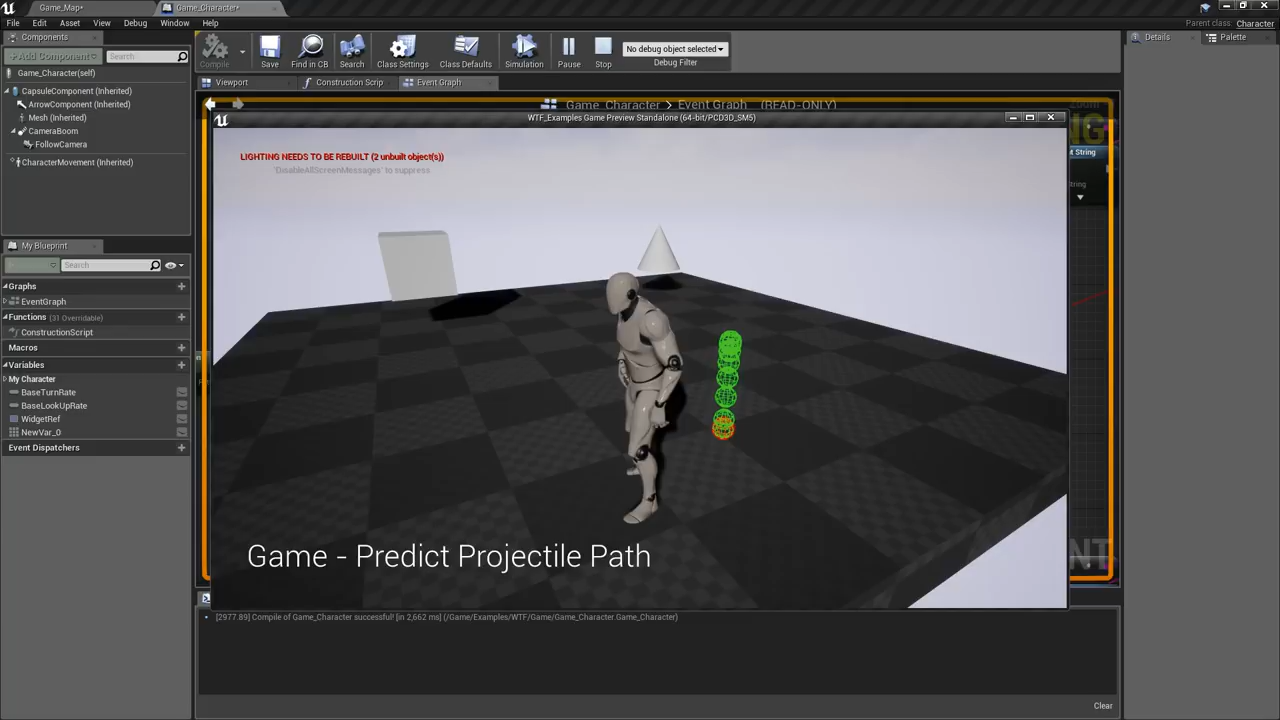 Game_Map*
Game_Character*
File Edit Asset View Debug Window Help
Parent class: Character
Components
Details
Palette
+Add Component
Search
Compile
Save
Find in CB
Search
Class Settings
Class Defaults
Simulation
Pause
Stop
No debug object selected
Debug Filter
Game_Character(self)
CapsuleComponent (Inherited)
ArrowComponent (Inherited)
Mesh (Inherited)
CameraBoom
FollowCamera
CharacterMovement (Inherited)
Viewport
Construction Scrip
Event Graph
Game_Character > Event Graph (READ-ONLY)
WTF_Examples Game Preview Standalone (64-bit/PCD3D_SM5)
LIGHTING NEEDS TO BE REBUILT (2 unbuilt object(s))
'DisableAllScreenMessages' to suppress
t String
String
My Blueprint
Search
Graphs
EventGraph
Functions (31 Overridable)
ConstructionScript
Macros
Variables
My Character
BaseTurnRate
BaseLookUpRate
WidgetRef
NewVar_0
Event Dispatchers
Game - Predict Projectile Path
NT
[2977.89] Compile of Game_Character successful! [in 2,662 ms] (/Game/Examples/WTF/Game/Game_Character.Game_Character)
Clear